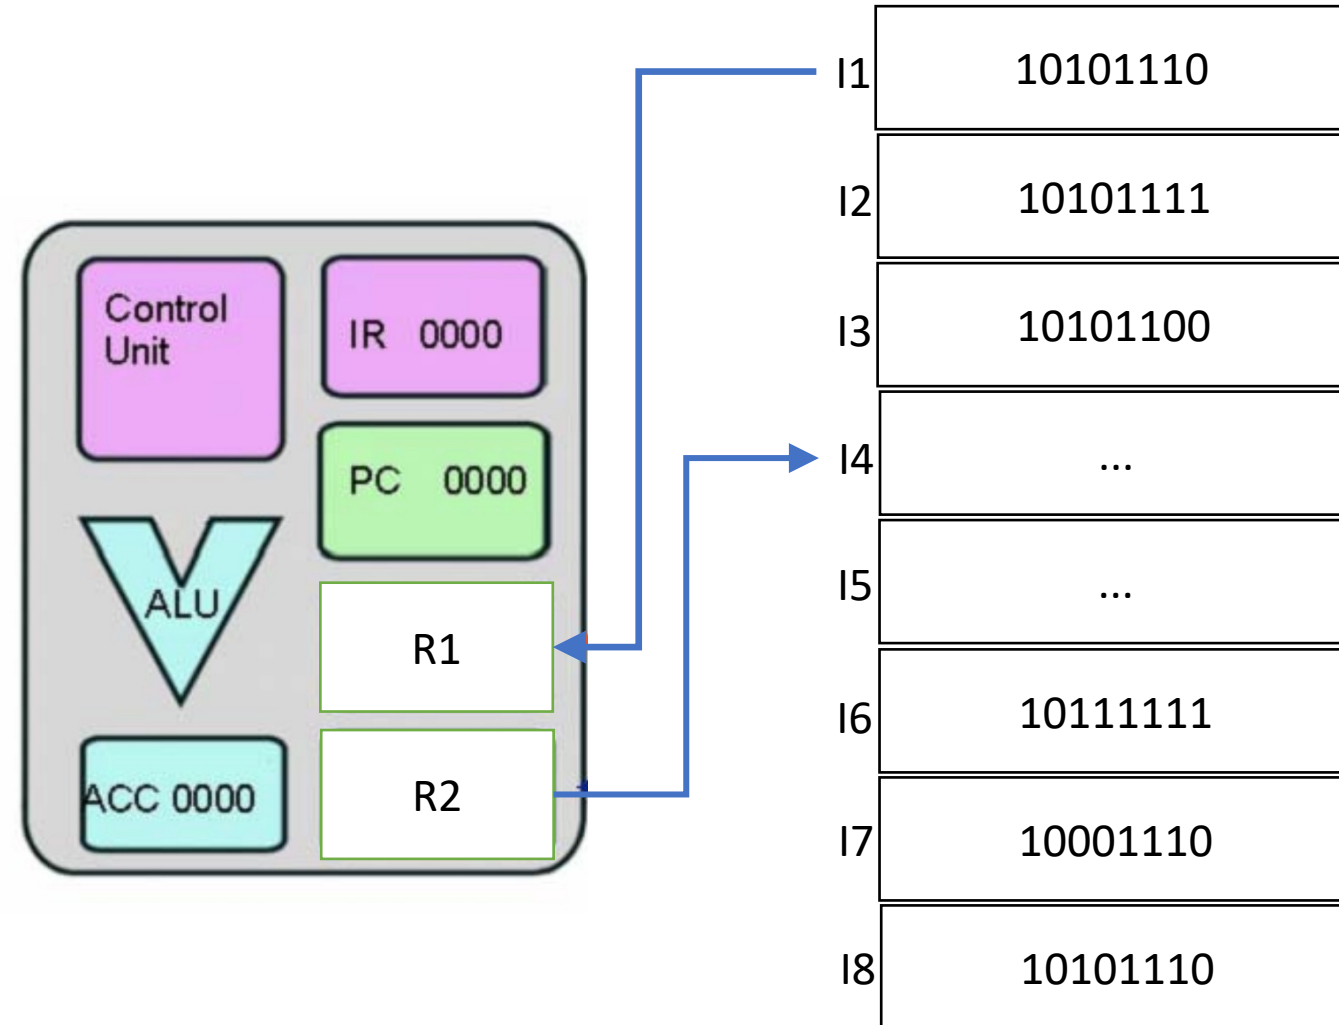 Control
Unit
IR 0000
PC 0000
ALU
R1
ACC 0000
R2
I1 10101110
I2 10101111
I3 10101100
I4 ...
I5 ...
I6 10111111
I7 10001110
I8 10101110